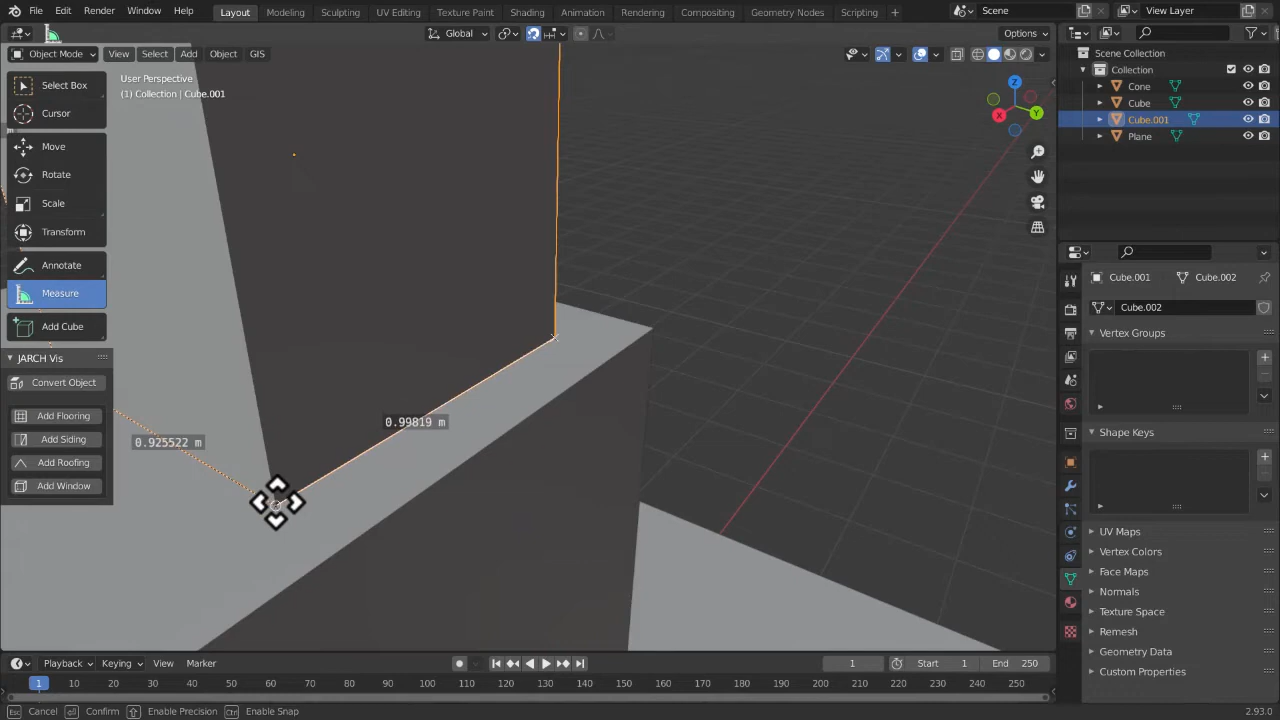 File Edit Render Window Help Layout Modeling Sculpting UV Editing Texture Paint Shading Animation Rendering Compositing Geometry Nodes Scripting + Scene View Layer
Global Options
Object Mode View Select Add Object GIS
User Perspective
(1) Collection | Cube.001
Select Box
Cursor
Move
Rotate
Scale
Transform
Annotate
Measure
Add Cube
JARCH Vis
Convert Object
Add Flooring
Add Siding
Add Roofing
Add Window
0.99819 m
0.925522 m
Z
X
Y
Scene Collection
Collection
Cone
Cube
Cube.001
Plane
Cube.001 Cube.002
Cube.002
Vertex Groups
Shape Keys
UV Maps
Vertex Colors
Face Maps
Normals
Texture Space
Remesh
Geometry Data
Custom Properties
Playback Keying View Marker 1 Start 1 End 250
1 10 20 30 40 50 60 70 80 90 100 110 120 130 140 150 160 170 180 190 200 210 220 230 240 250
Esc Cancel Confirm Enable Precision Ctrl Enable Snap 2.93.0